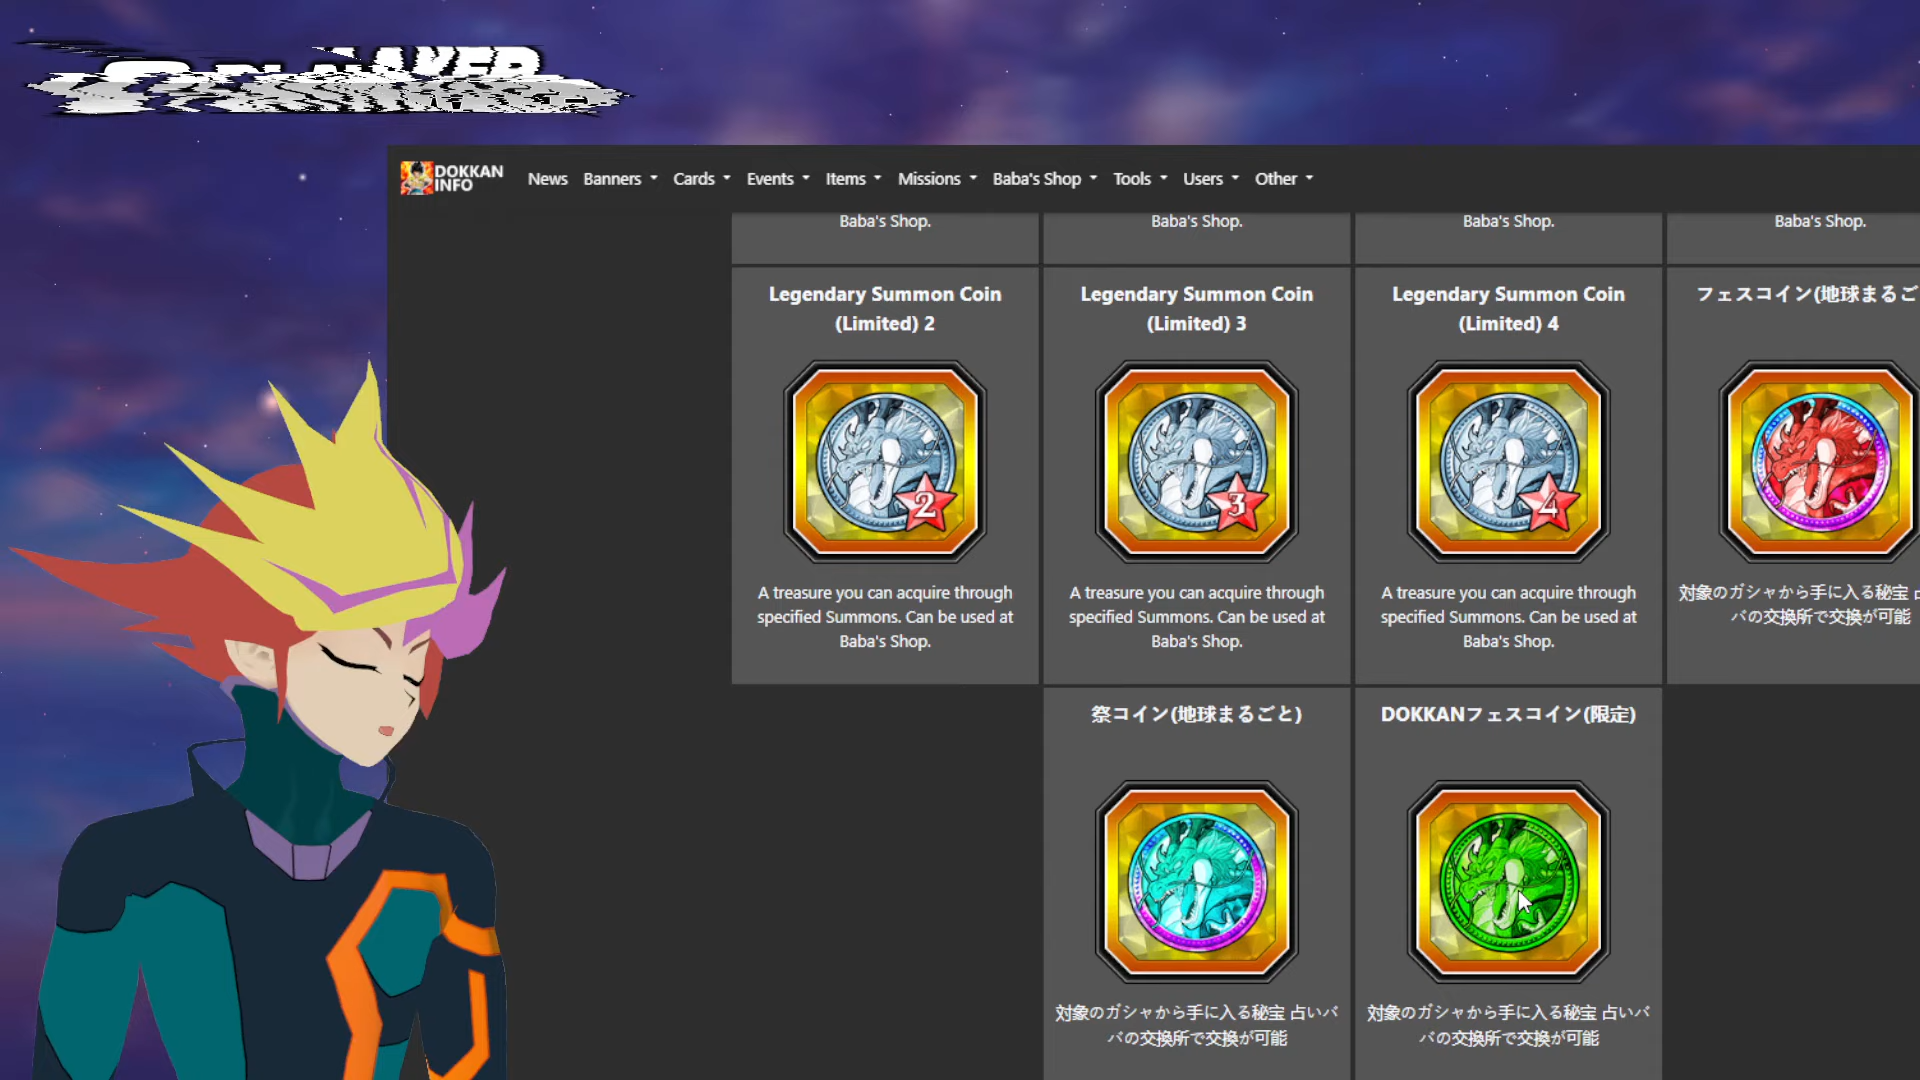 DOKKAN
INFO
News
Banners
Cards
Events
Items
Missions
Baba's Shop
Tools
Users
Other
Baba's Shop.
Baba's Shop.
Baba's Shop.
Baba's Shop.
Legendary Summon Coin
(Limited) 2
2
A treasure you can acquire through
specified Summons. Can be used at
Baba's Shop.
Legendary Summon Coin
(Limited) 3
3
A treasure you can acquire through
specified Summons. Can be used at
Baba's Shop.
Legendary Summon Coin
(Limited) 4
4
A treasure you can acquire through
specified Summons. Can be used at
Baba's Shop.
フェスコイン(地球まるご
対象のガシャから手に入る秘宝 占
バの交換所で交換が可能
祭コイン(地球まるごと)
対象のガシャから手に入る秘宝 占いバ
バの交換所で交換が可能
DOKKANフェスコイン(限定)
対象のガシャから手に入る秘宝 占いバ
バの交換所で交換が可能